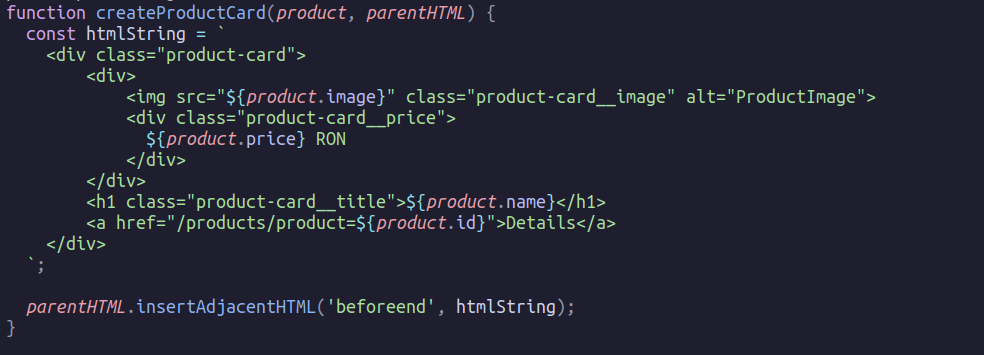 function createProductCard(product, parentHTML) {
  const htmlString = `
    <div class="product-card">
        <div>
            <img src="${product.image}" class="product-card__image" alt="ProductImage">
            <div class="product-card__price">
              ${product.price} RON
            </div>
        </div>
        <h1 class="product-card__title">${product.name}</h1>
        <a href="/products/product=${product.id}">Details</a>
    </div>
  `;

  parentHTML.insertAdjacentHTML('beforeend', htmlString);
}